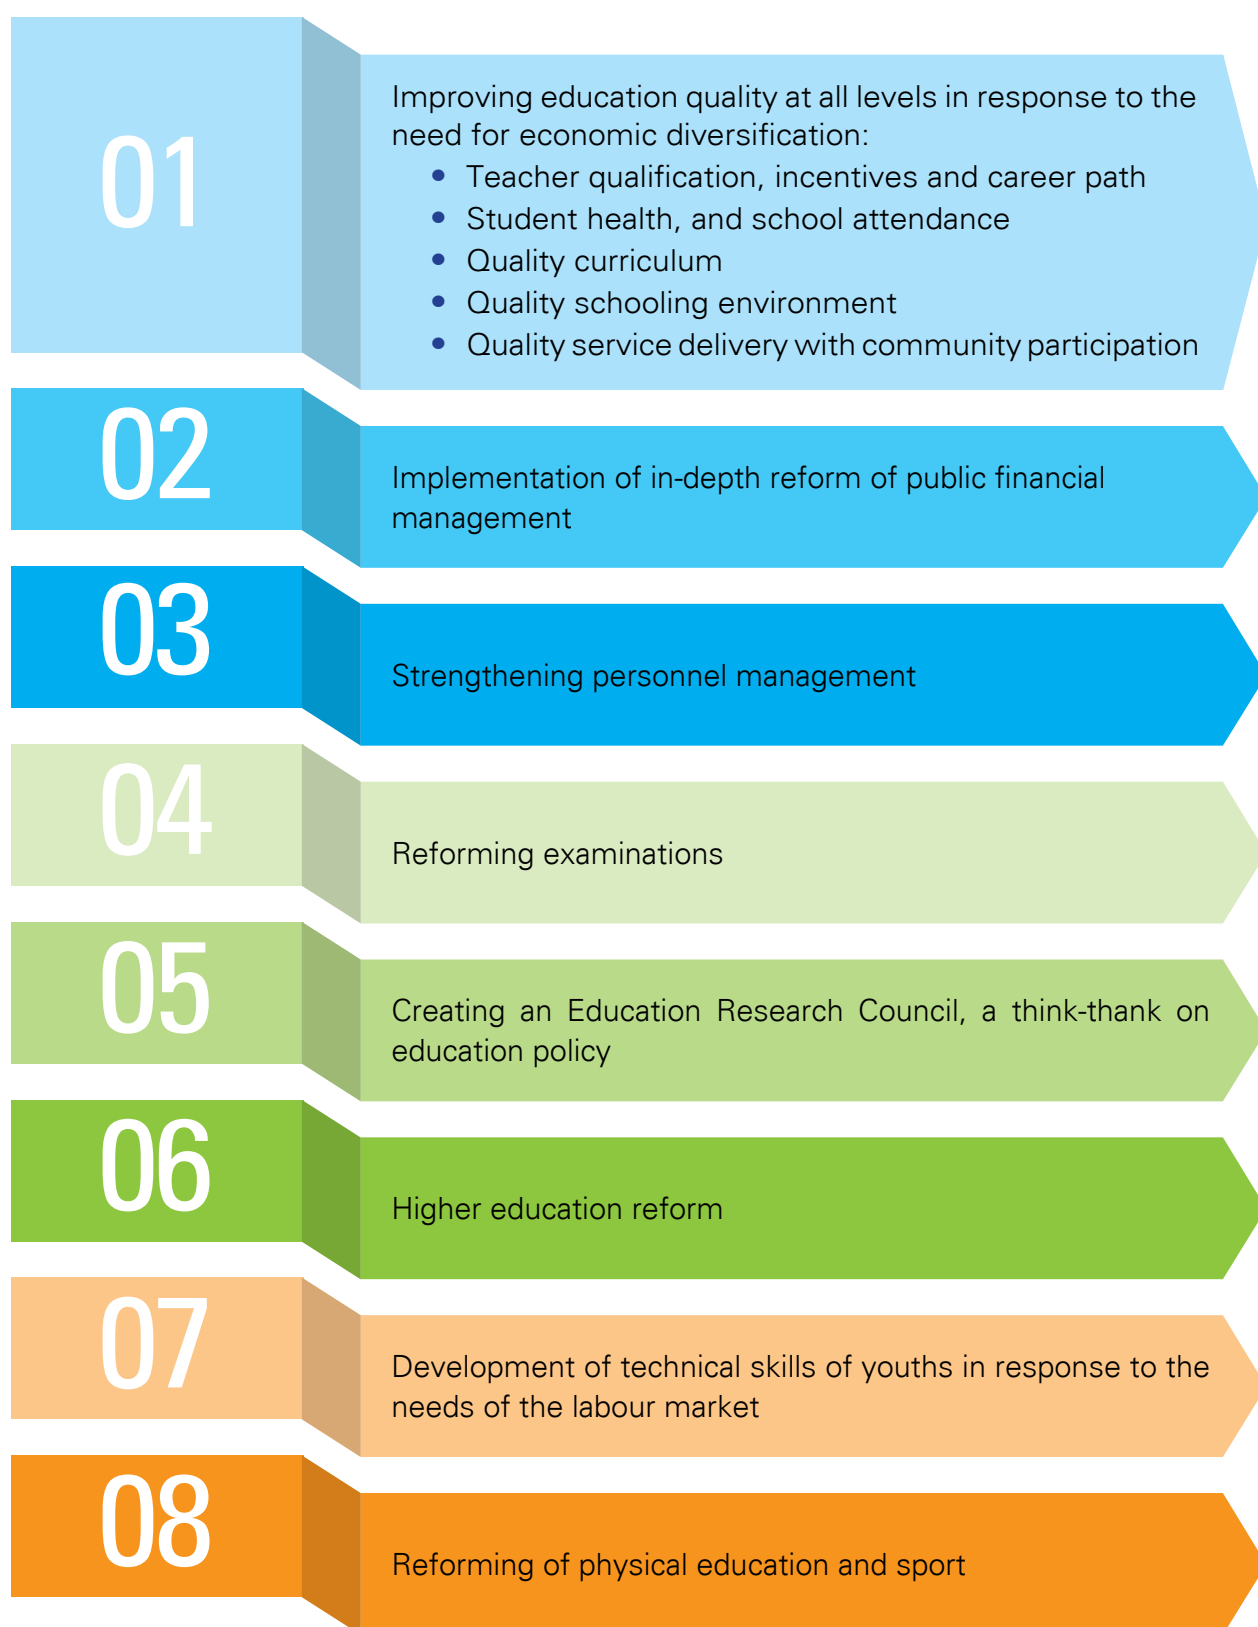 01
Improving education quality at all levels in response to the
need for economic diversification:
• Teacher qualification, incentives and career path
• Student health, and school attendance
• Quality curriculum
• Quality schooling environment
• Quality service delivery with community participation
02
Implementation of in-depth reform of public financial
management
03
Strengthening personnel management
04
Reforming examinations
05
Creating an Education Research Council, a think-thank on
education policy
06
Higher education reform
07
Development of technical skills of youths in response to the
needs of the labour market
08
Reforming of physical education and sport